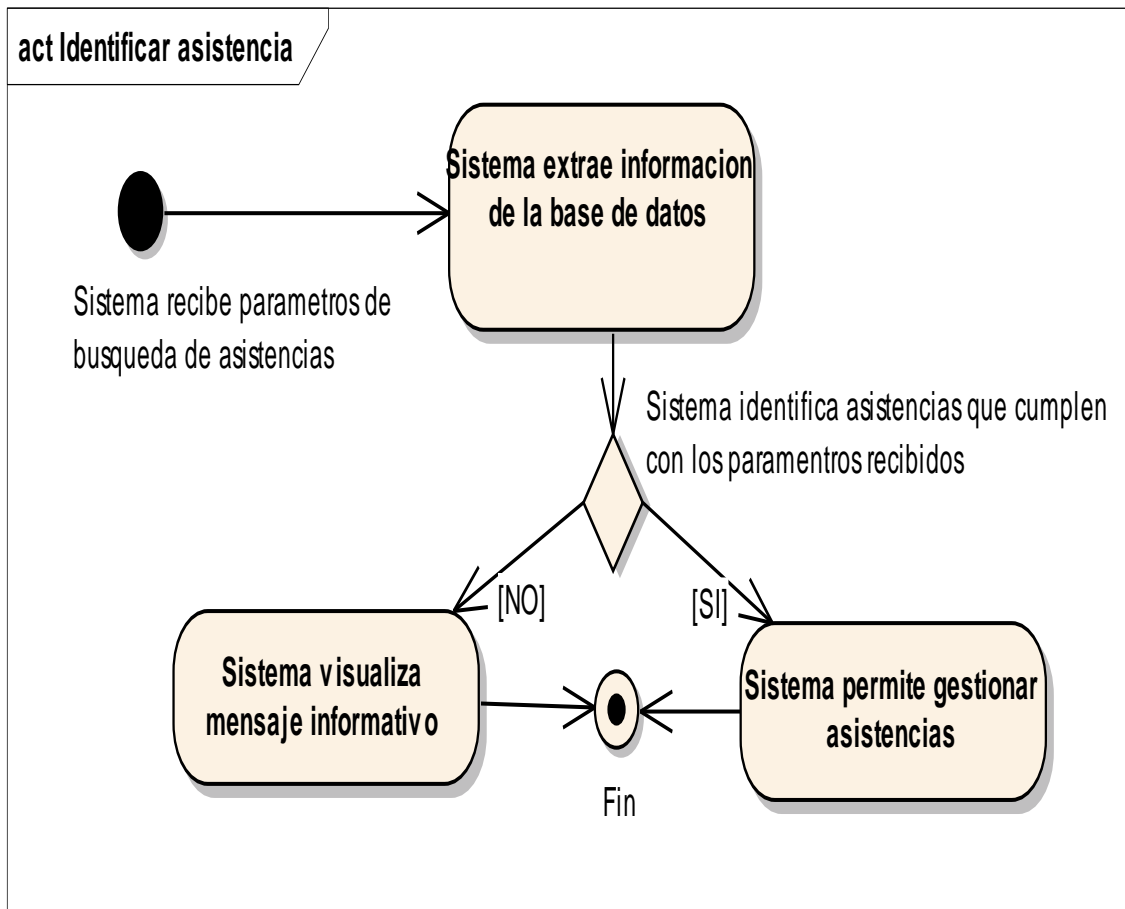 act Identificar asistencia
Sistema extrae informacion
de la base de datos
Sistema recibe parametros de
busqueda de asistencias
Sistema identifica asistencias que cumplen
con los paramentros recibidos
[NO]
[SI]
Sistema visualiza
mensaje informativo
Sistema permite gestionar
asistencias
Fin